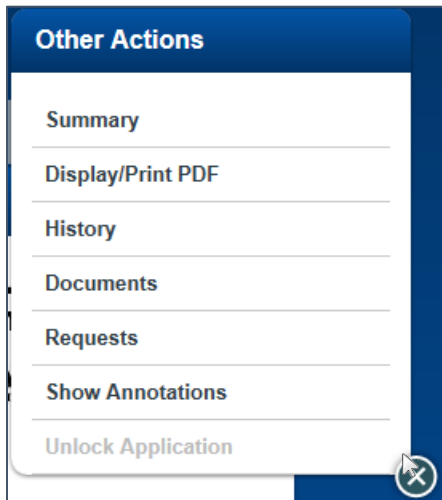 Other Actions
Summary
Display/Print PDF
History
Documents
Requests
Show Annotations
Unlock Application